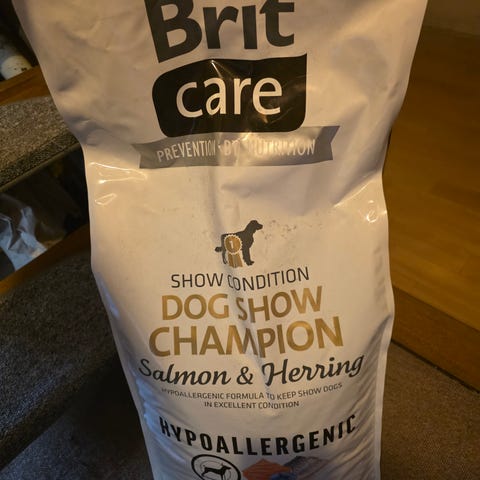 Brit
care
PREVENTION BY NUTRITION
1
SHOW CONDITION
DOG SHOW
CHAMPION
Salmon & Herring
HYPOALLERGENIC FORMULA TO KEEP SHOW DOGS
IN EXCELLENT CONDITION
HYPOALLERGENIC